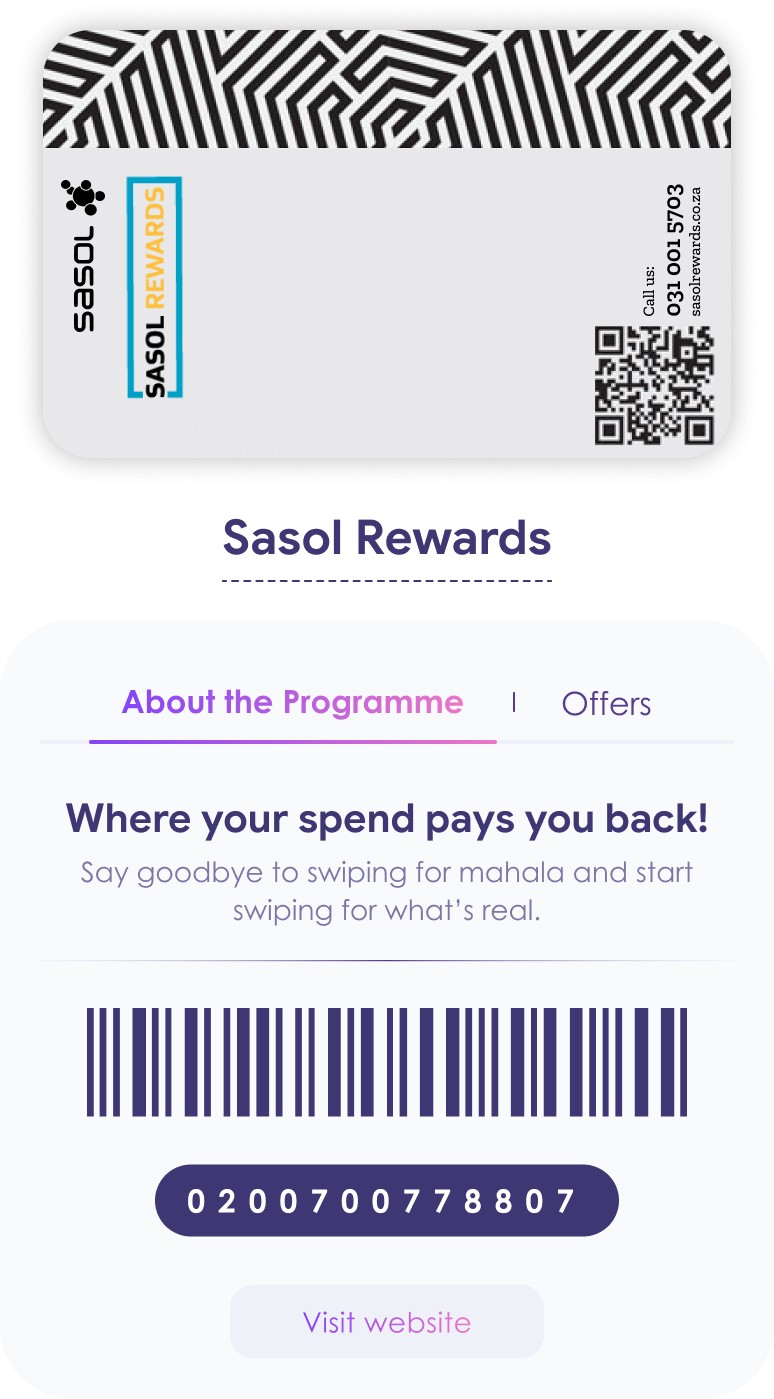 sasol
SASOL REWARDS
Call us:
031 001 5703
sasolrewards.co.za
Sasol Rewards
About the Programme | Offers
Where your spend pays you back!
Say goodbye to swiping for mahala and start
swiping for what’s real.
0200700778807
Visit website